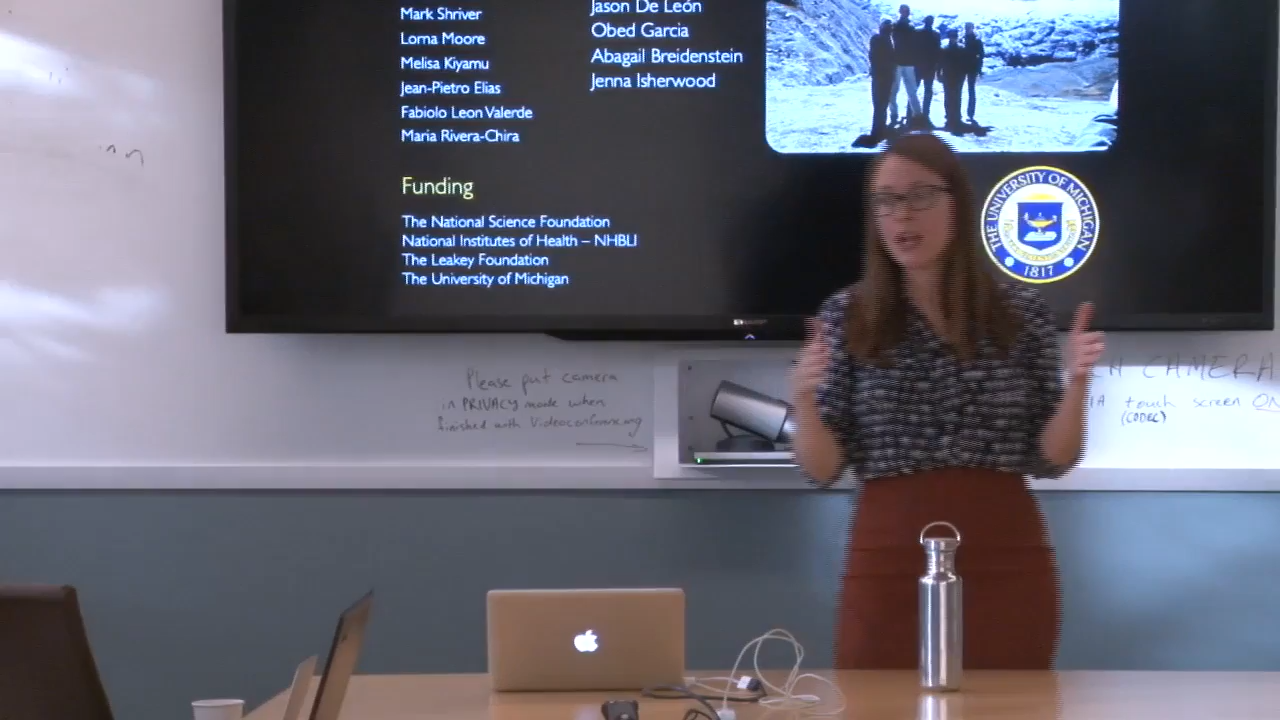 Mark Shriver
Lorna Moore
Melisa Kiyamu
Jean-Pietro Elias
Fabiolo Leon Valerde
Maria Rivera-Chira
Jason De León
Obed Garcia
Abagail Breidenstein
Jenna Isherwood
Funding
The National Science Foundation
National Institutes of Health – NHBLI
The Leakey Foundation
The University of Michigan
THE UNIVERSITY OF MICHIGAN
1817
Please put camera
in PRIVACY mode when
finished with Videoconferencing
CAMERA
touch screen ON
(CODEC)